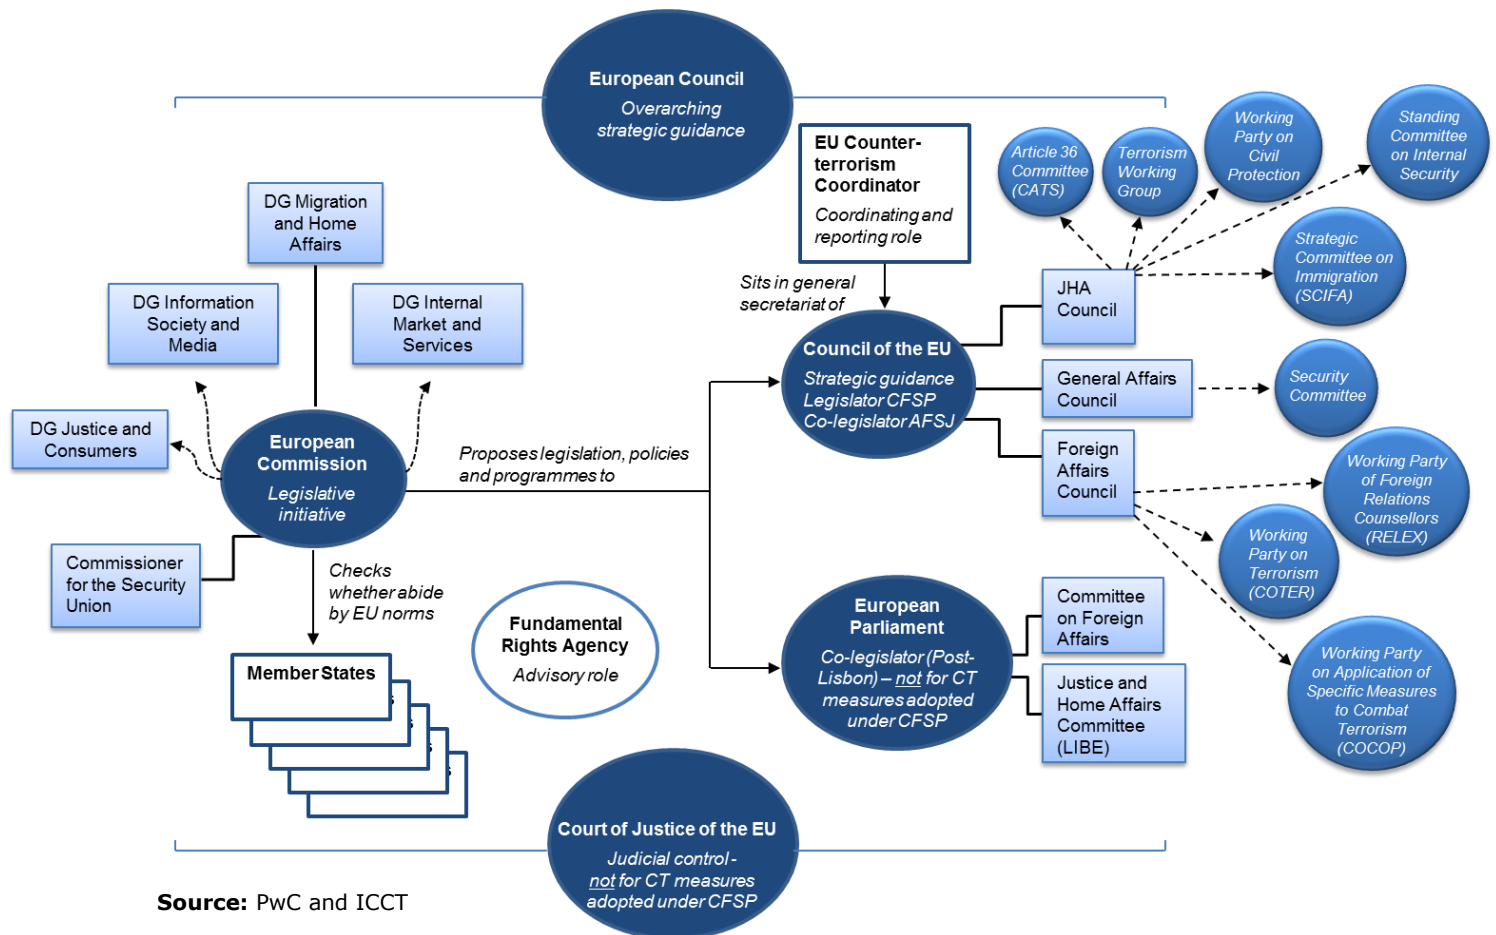 European Council
Overarching
strategic guidance
EU Counter-
terrorism
Coordinator
Coordinating and
reporting role
Article 36
Committee
(CATS)
Terrorism
Working
Group
Working
Party on
Civil
Protection
Standing
Committee
on Internal
Security
DG Migration
and Home
Affairs
Strategic
Committee on
Immigration
(SCIFA)
DG Information
Society and
Media
DG Internal
Market and
Services
Sits in general
secretariat of
JHA
Council
Council of the EU
Strategic guidance
Legislator CFSP
Co-legislator AFSJ
General Affairs
Council
Security
Committee
DG Justice and
Consumers
European
Commission
Legislative
initiative
Proposes legislation, policies
and programmes to
Foreign
Affairs
Council
Working Party
of Foreign
Relations
Counsellors
(RELEX)
Working
Party on
Terrorism
(COTER)
Commissioner
for the Security
Union
Checks
whether abide
by EU norms
Fundamental
Rights Agency
Advisory role
European
Parliament
Co-legislator (Post-
Lisbon) – not for CT
measures adopted
under CFSP
Committee
on Foreign
Affairs
Justice and
Home Affairs
Committee
(LIBE)
Working Party
on Application of
Specific Measures
to Combat
Terrorism
(COCOP)
Member States
Court of Justice of the EU
Judicial control -
not for CT measures
adopted under CFSP
Source: PwC and ICCT